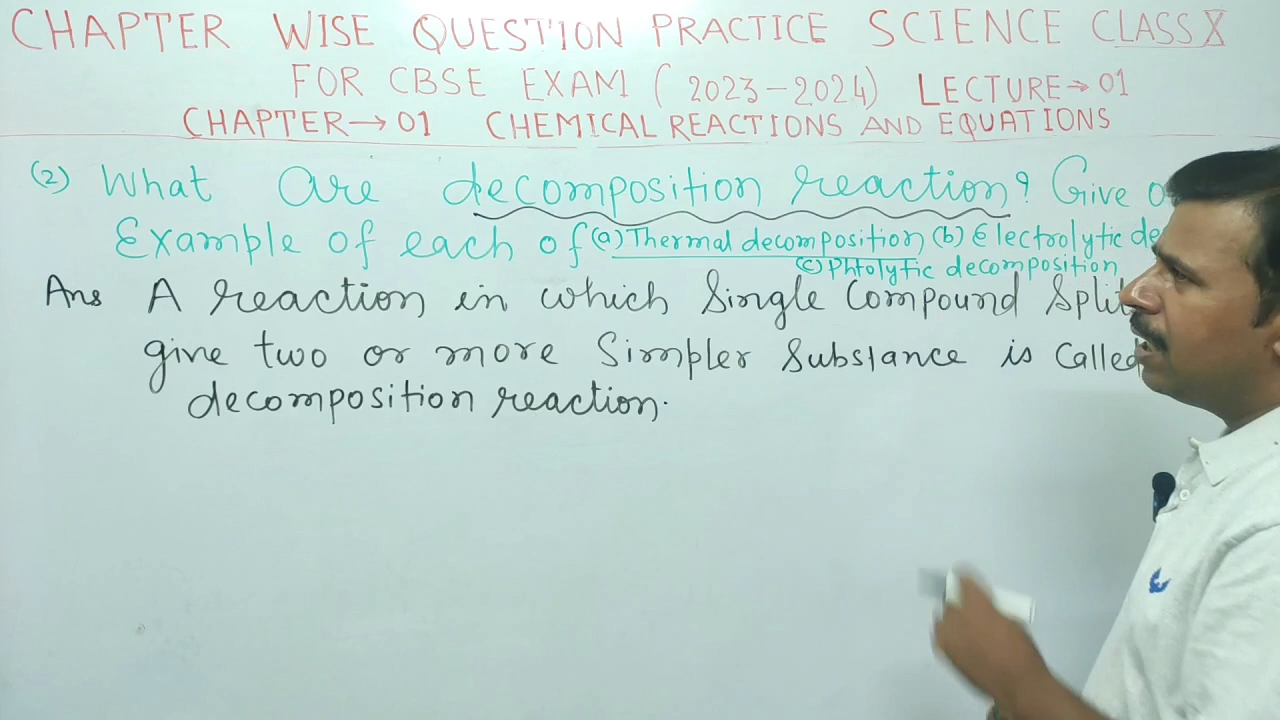 CHAPTER WISE QUESTION PRACTICE SCIENCE CLASS X
FOR CBSE EXAM (2023-2024) LECTURE→01
CHAPTER→01 CHEMICAL REACTIONS AND EQUATIONS
(2) What are decomposition reaction? Give
Example of each of (a) Thermal decomposition (b) Electrolytic de
(c) Phtolytic decomposition
Ans A reaction in which Single Compound Split
give two or more Simpler Substance is Called
decomposition reaction.